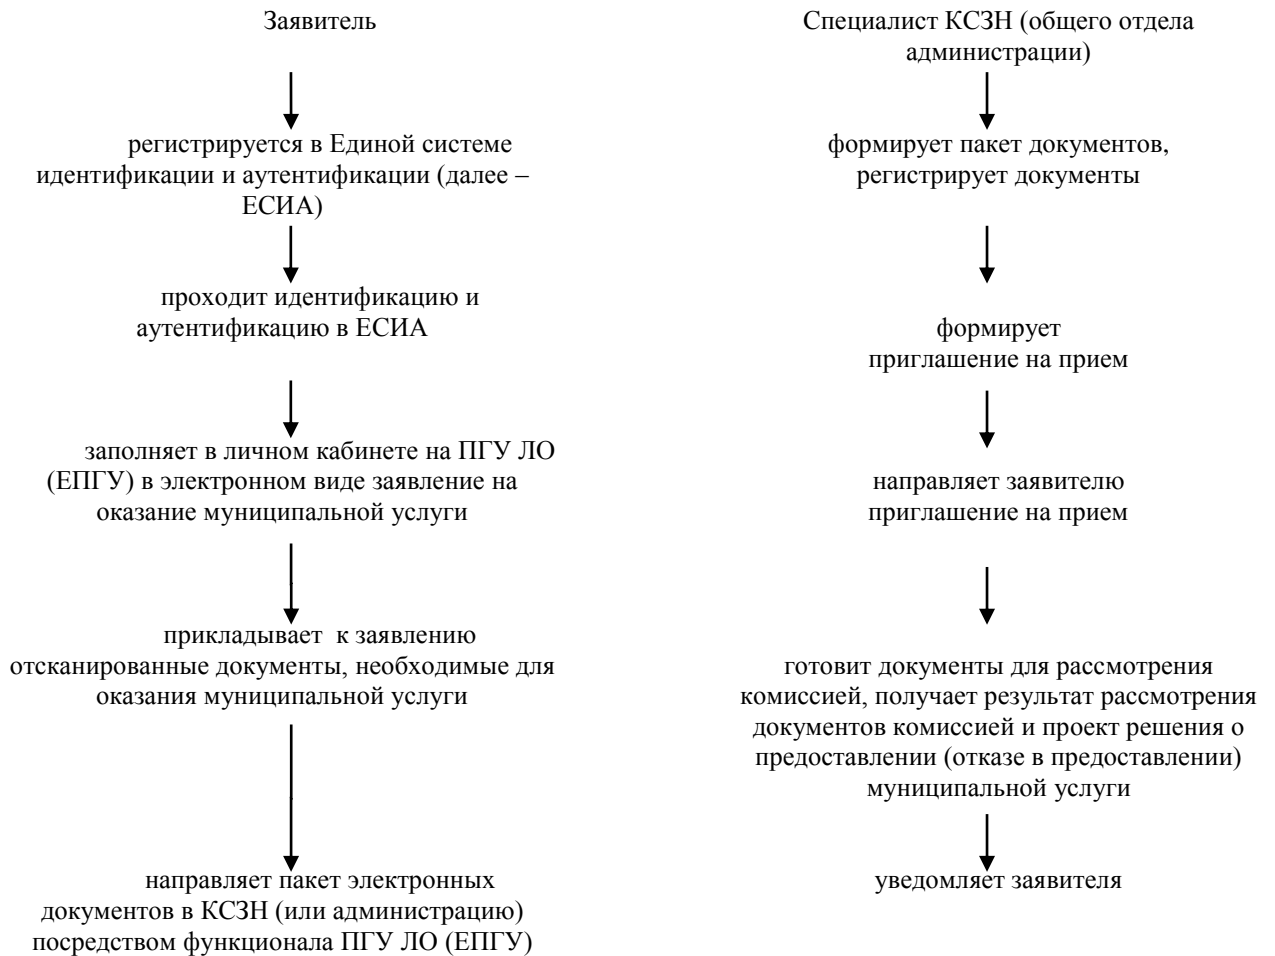 Заявитель
регистрируется в Единой системе
идентификации и аутентификации (далее –
ЕСИА)
проходит идентификацию и
аутентификацию в ЕСИА
заполняет в личном кабинете на ПГУ ЛО
(ЕПГУ) в электронном виде заявление на
оказание муниципальной услуги
прикладывает  к заявлению
отсканированные документы, необходимые для
оказания муниципальной услуги
направляет пакет электронных
документов в КСЗН (или администрацию)
посредством функционала ПГУ ЛО (ЕПГУ)
Специалист КСЗН (общего отдела
администрации)
формирует пакет документов,
регистрирует документы
формирует
приглашение на прием
направляет заявителю
приглашение на прием
готовит документы для рассмотрения
комиссией, получает результат рассмотрения
документов комиссией и проект решения о
предоставлении (отказе в предоставлении)
муниципальной услуги
уведомляет заявителя